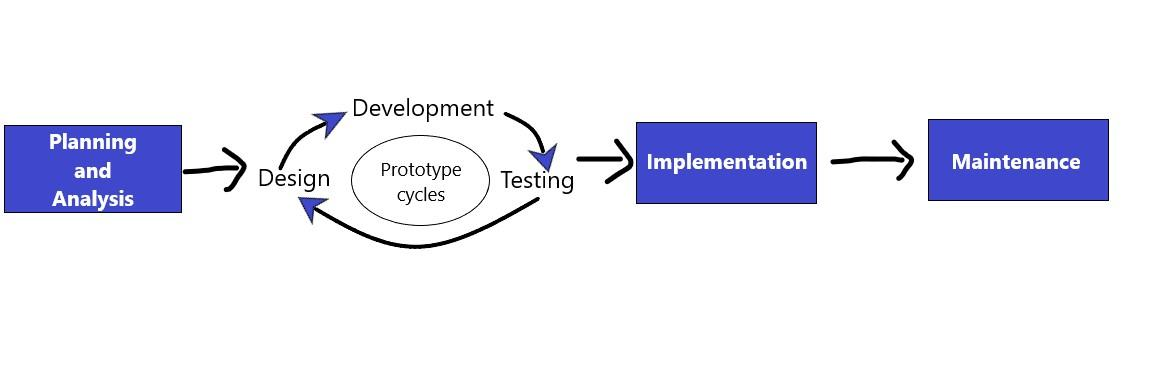 Planning
and
Analysis
Design
Development
Prototype
cycles
Testing
Implementation
Maintenance